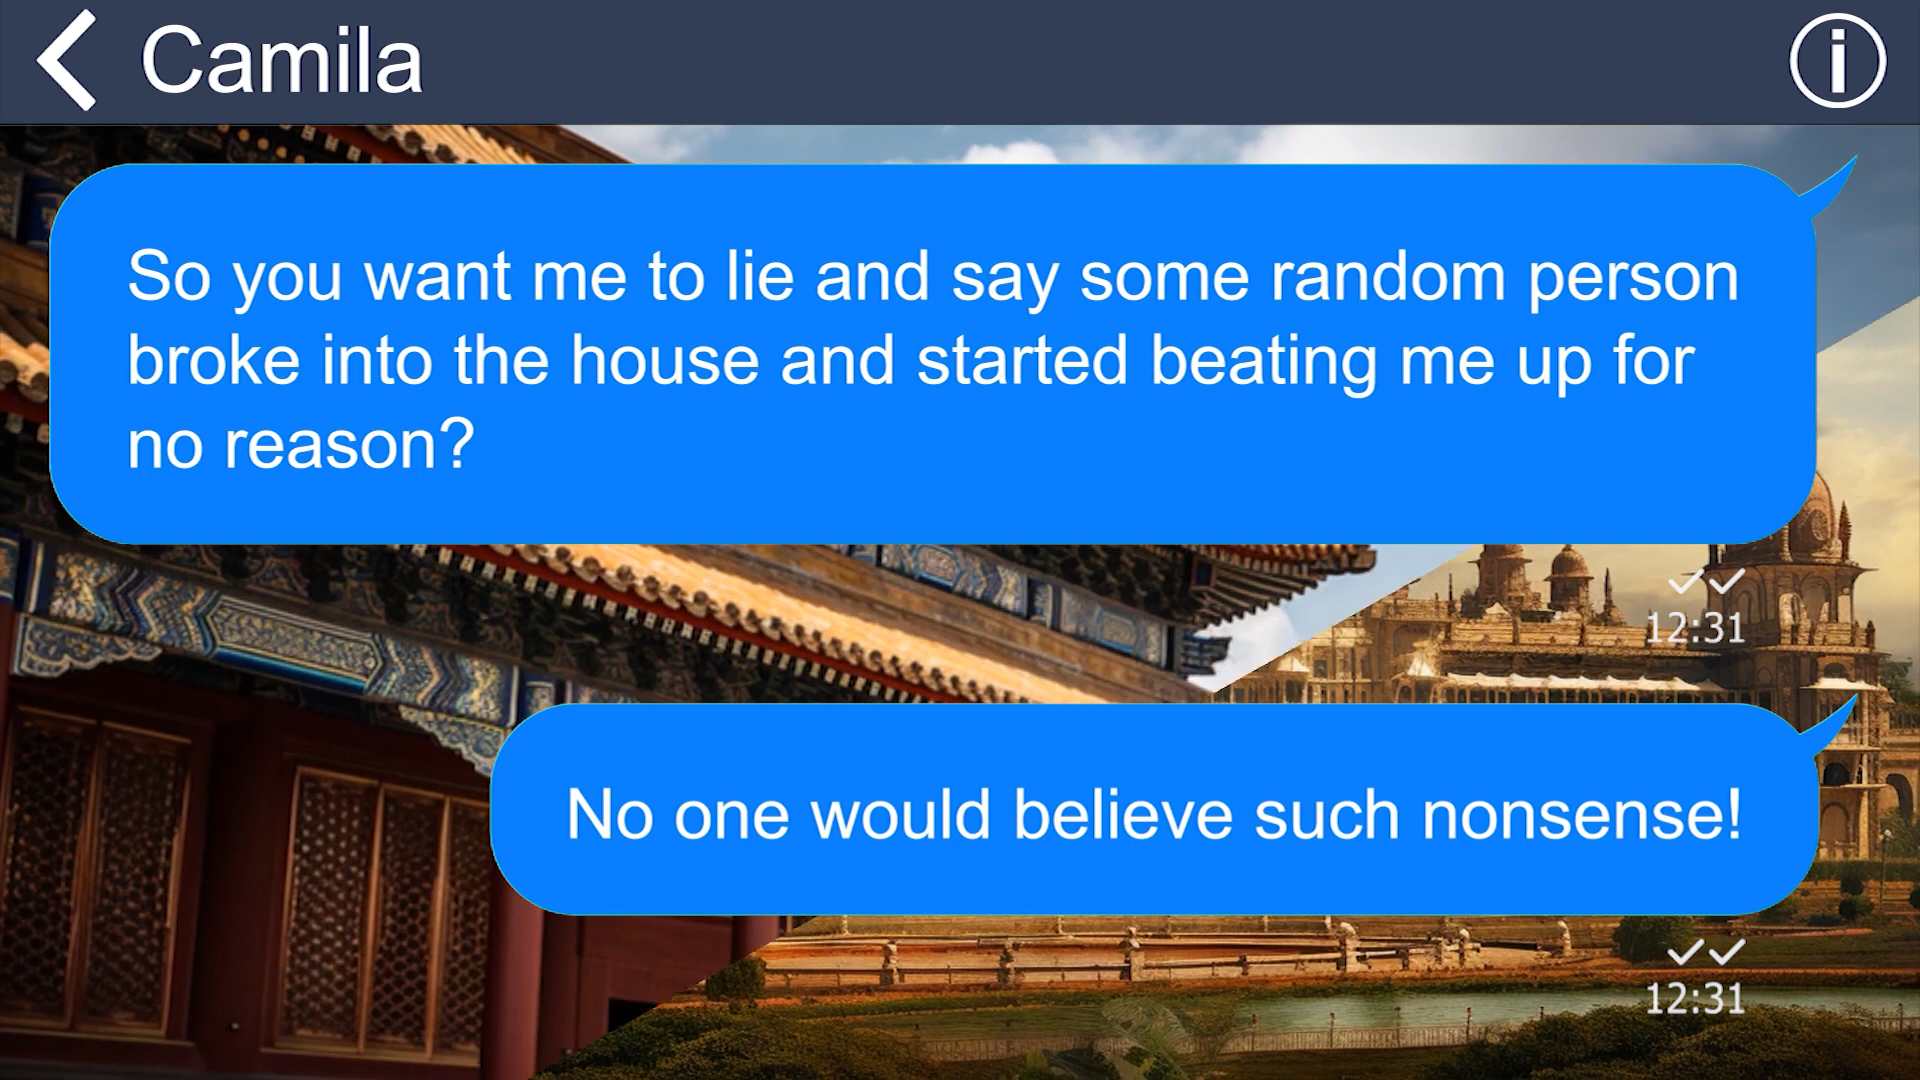 Camila
So you want me to lie and say some random person
broke into the house and started beating me up for
no reason?
12:31
No one would believe such nonsense!
12:31